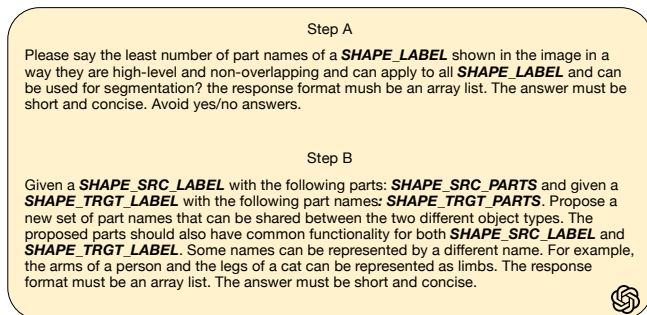 Step A
Please say the least number of part names of a SHAPE_LABEL shown in the image in a
way they are high-level and non-overlapping and can apply to all SHAPE_LABEL and can
be used for segmentation? the response format mush be an array list. The answer must be
short and concise. Avoid yes/no answers.
Step B
Given a SHAPE_SRC_LABEL with the following parts: SHAPE_SRC_PARTS and given a
SHAPE_TRGT_LABEL with the following part names: SHAPE_TRGT_PARTS. Propose a
new set of part names that can be shared between the two different object types. The
proposed parts should also have common functionality for both SHAPE_SRC_LABEL and
SHAPE_TRGT_LABEL. Some names can be represented by a different name. For example,
the arms of a person and the legs of a cat can be represented as limbs. The response
format must be an array list. The answer must be short and concise.